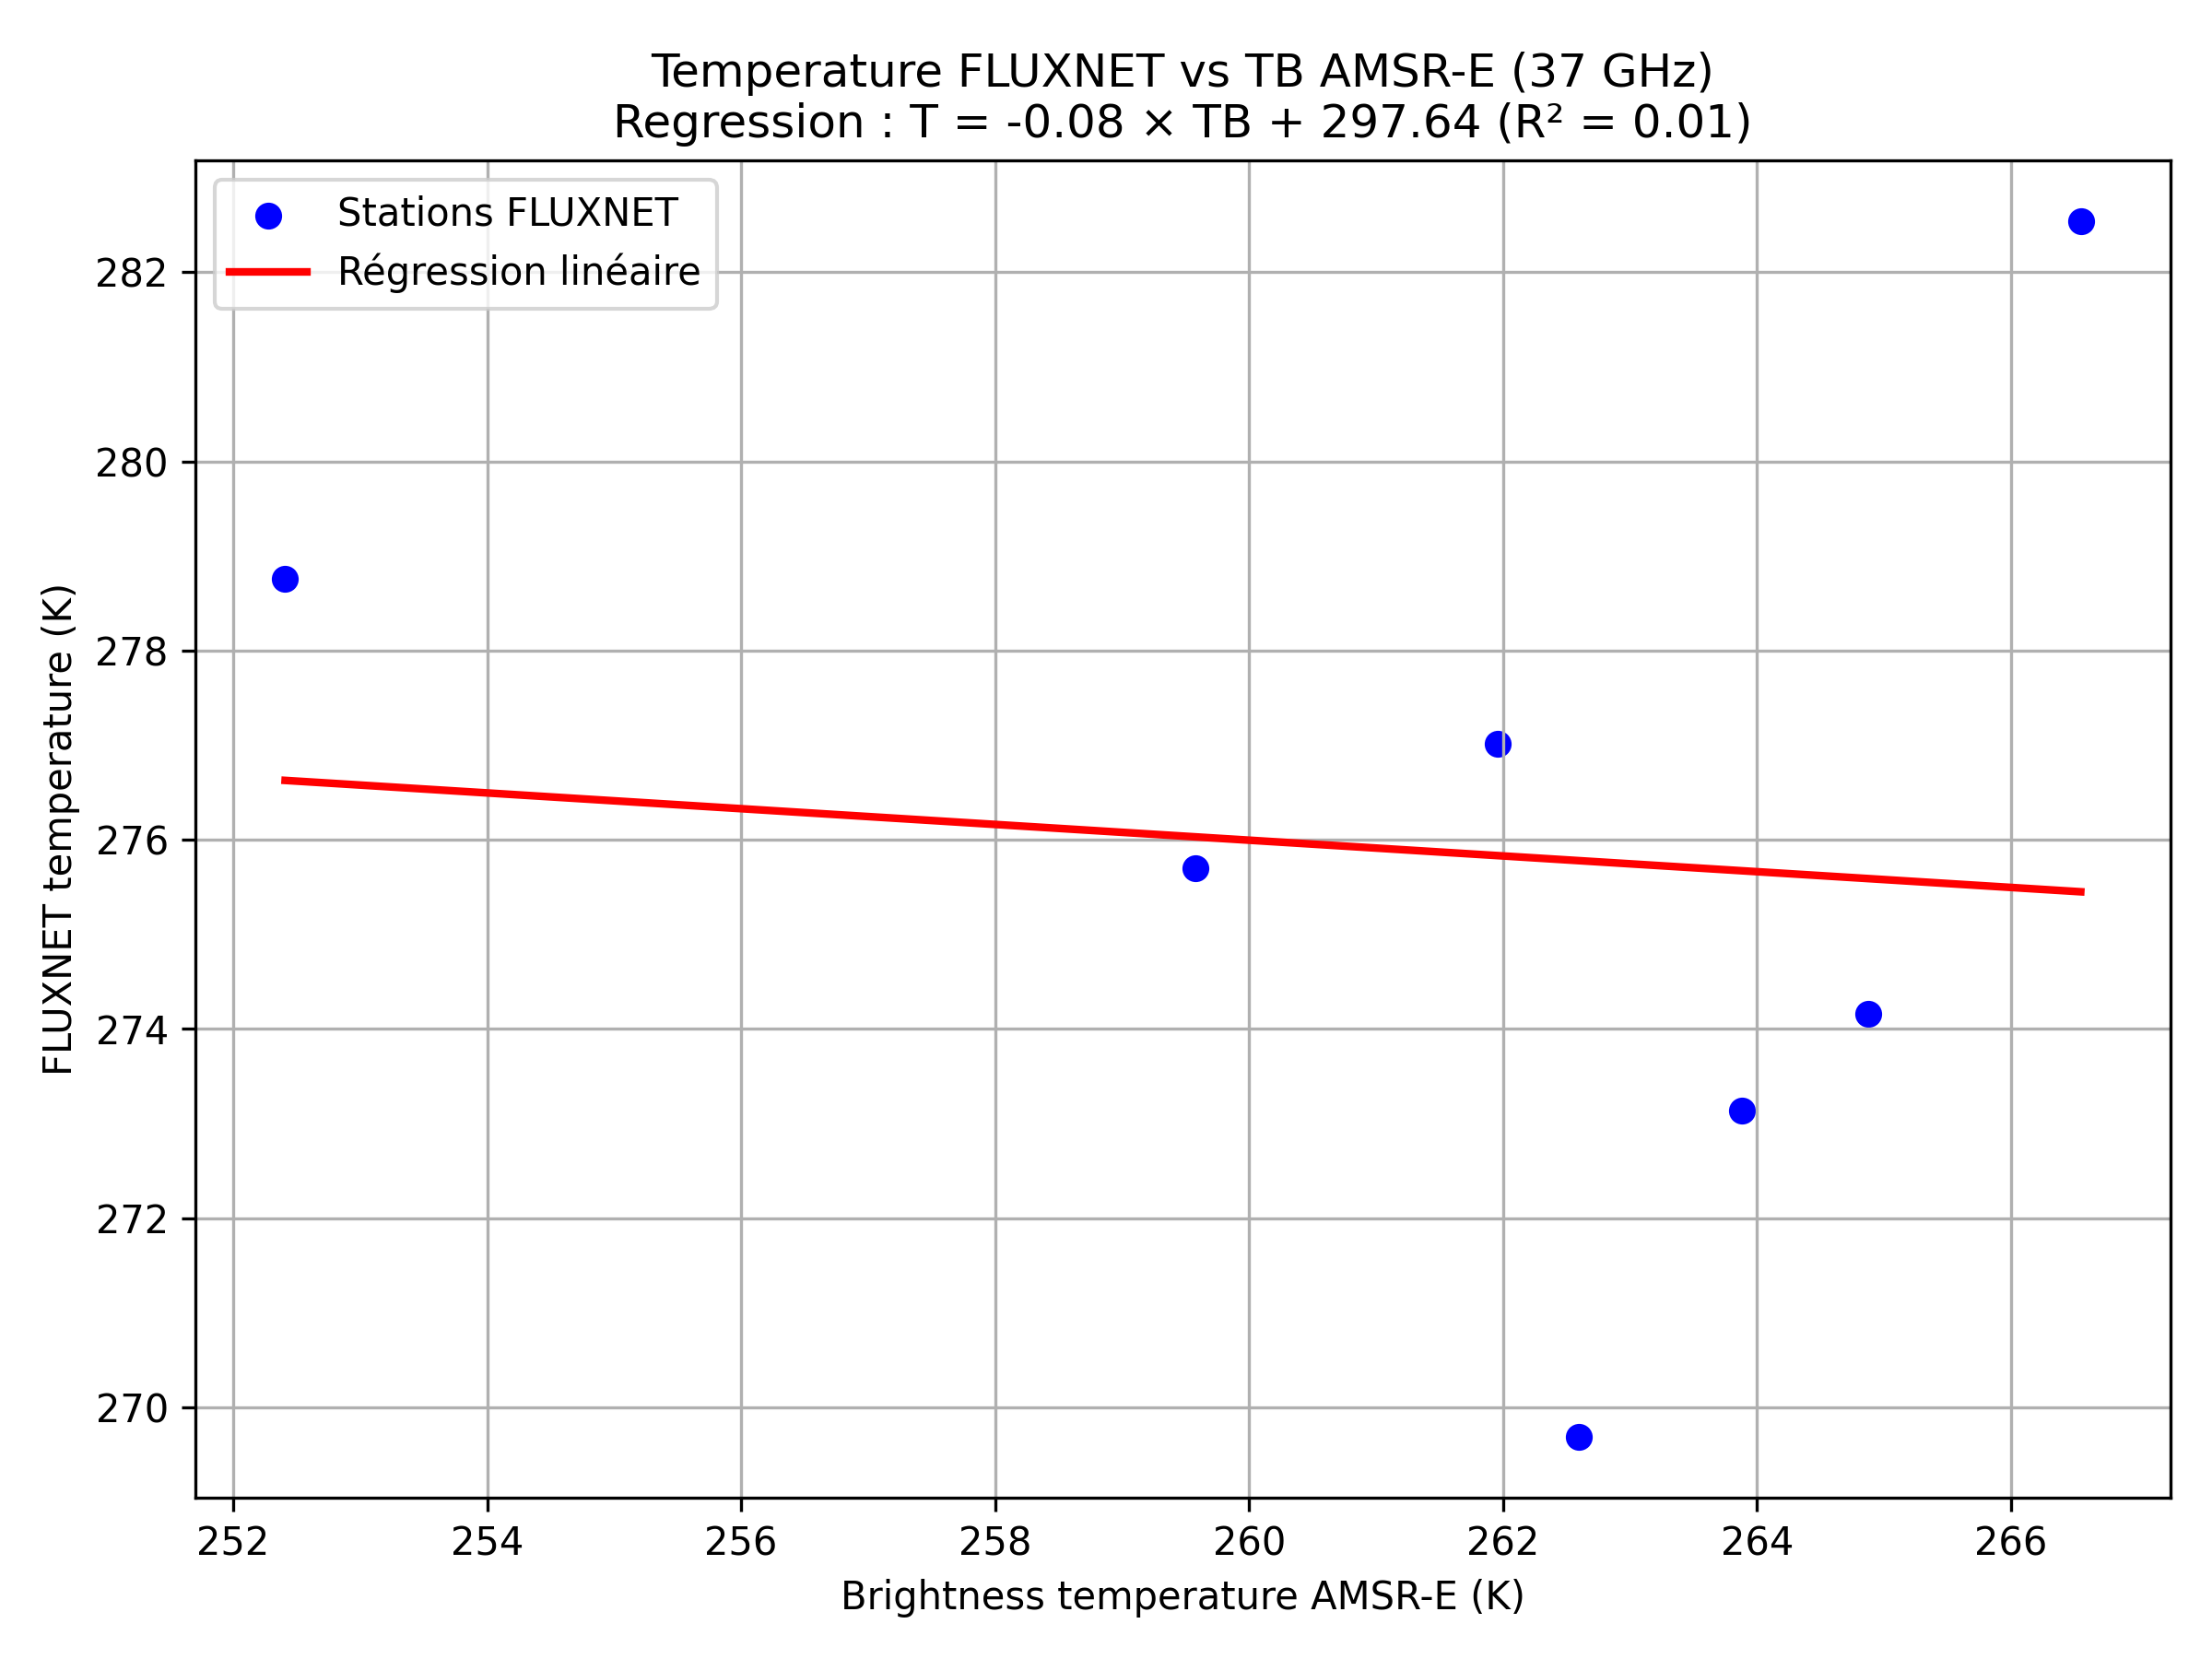 Temperature FLUXNET vs TB AMSR-E (37 GHz)
Regression : T = -0.08 × TB + 297.64 (R² = 0.01)
Stations FLUXNET
Régression linéaire
282
280
278
276
274
272
270
FLUXNET temperature (K)
252 254 256 258 260 262 264 266
Brightness temperature AMSR-E (K)